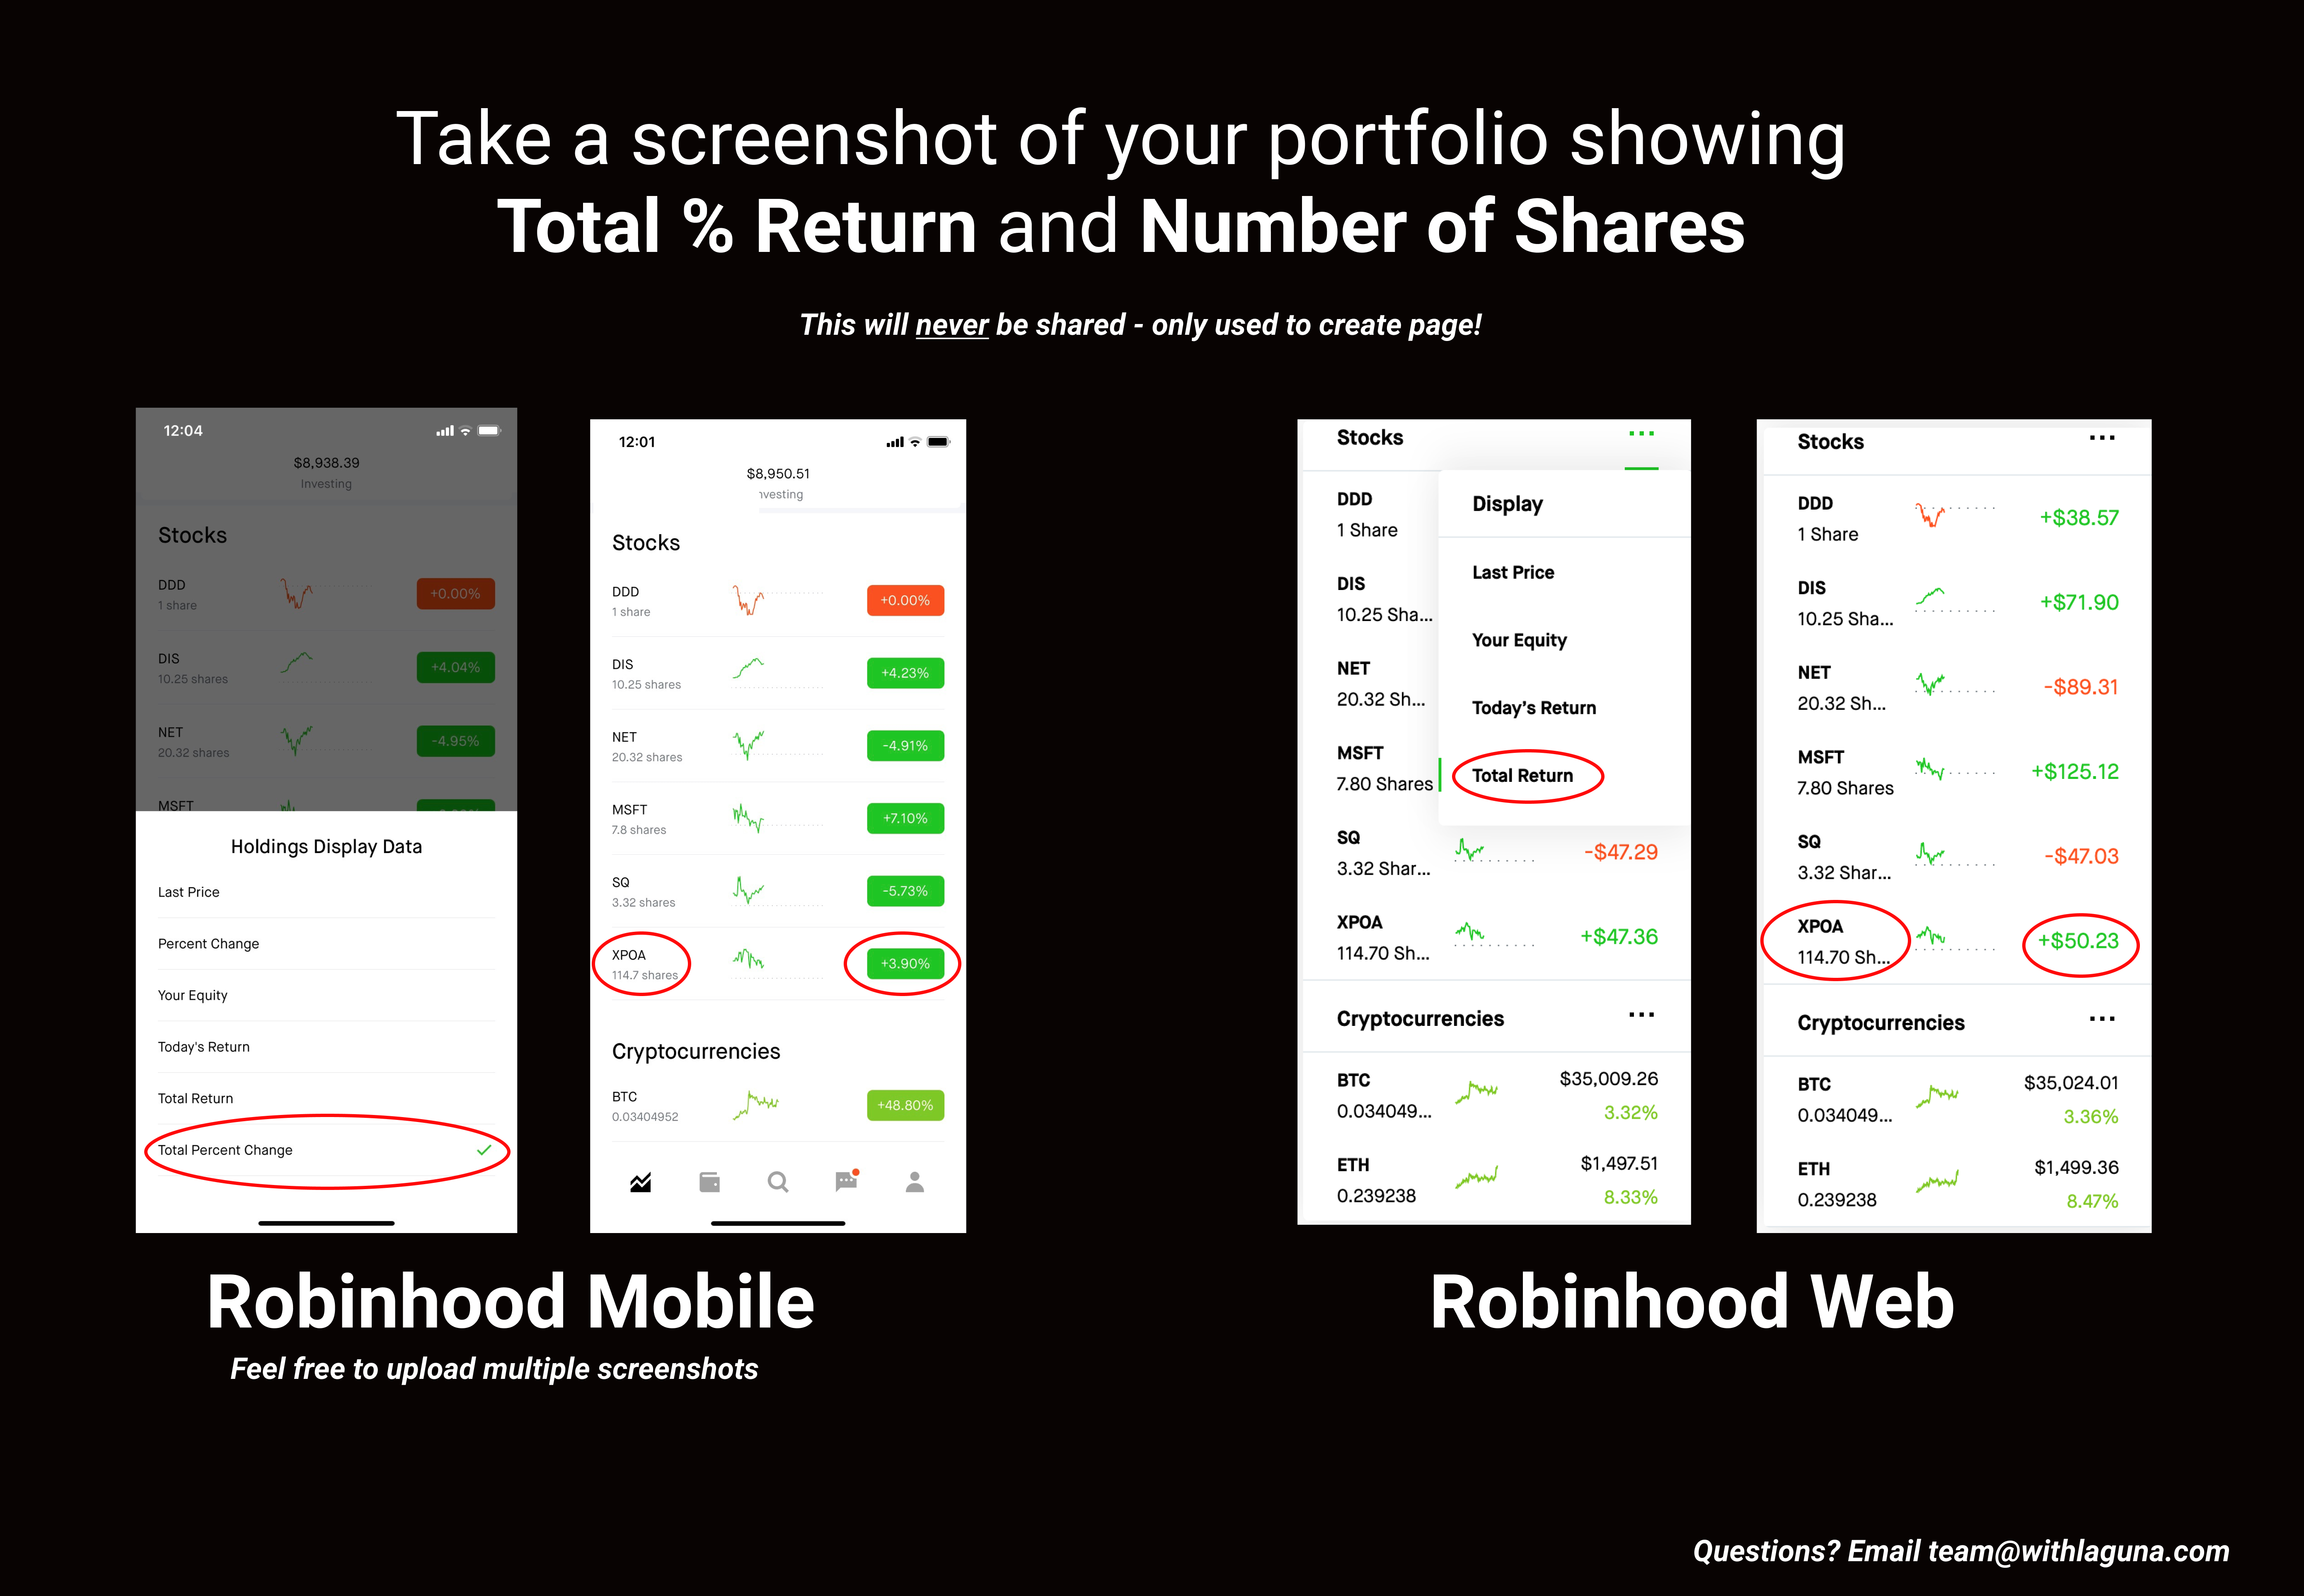 Take a screenshot of your portfolio showing
Total % Return and Number of Shares
This will never be shared - only used to create page!
12:04
$8,938.39
Investing
Stocks
DDD
1 share
+0.00%
DIS
10.25 shares
+4.04%
NET
20.32 shares
-4.95%
MSFT
Holdings Display Data
Last Price
Percent Change
Your Equity
Today's Return
Total Return
Total Percent Change
12:01
$8,950.51
nvesting
Stocks
DDD
1 share
+0.00%
DIS
10.25 shares
+4.23%
NET
20.32 shares
-4.91%
MSFT
7.8 shares
+7.10%
SQ
3.32 shares
-5.73%
XPOA
114.7 shares
+3.90%
Cryptocurrencies
BTC
0.03404952
+48.80%
Robinhood Mobile
Feel free to upload multiple screenshots
Stocks
DDD
1 Share
DIS
10.25 Sha...
NET
20.32 Sh...
MSFT
7.80 Shares
Display
Last Price
Your Equity
Today's Return
Total Return
SQ
3.32 Shar...
-$47.29
XPOA
114.70 Sh...
+$47.36
Cryptocurrencies
BTC
0.034049...
$35,009.26
3.32%
ETH
0.239238
$1,497.51
8.33%
Stocks
DDD
1 Share
+$38.57
DIS
10.25 Sha...
+$71.90
NET
20.32 Sh...
-$89.31
MSFT
7.80 Shares
+$125.12
SQ
3.32 Shar...
-$47.03
XPOA
114.70 Sh...
+$50.23
Cryptocurrencies
BTC
0.034049...
$35,024.01
3.36%
ETH
0.239238
$1,499.36
8.47%
Robinhood Web
Questions? Email team@withlaguna.com